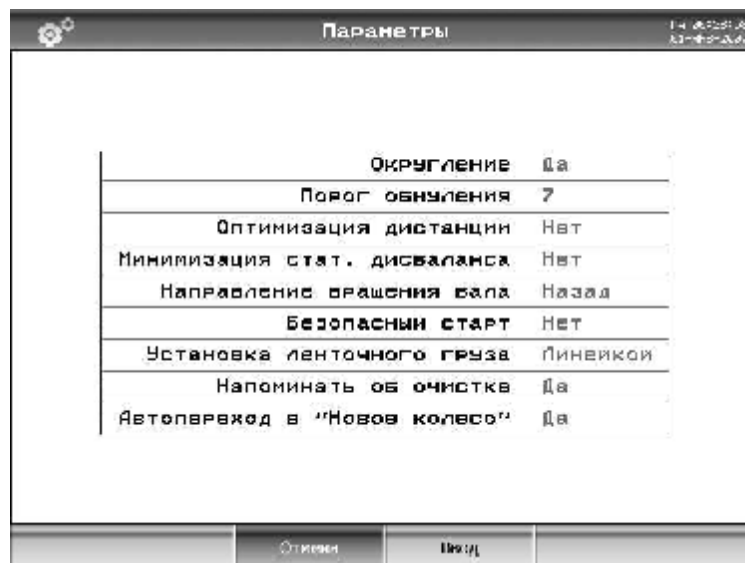 Параметры
Округление Да
Порог обнуления 7
Оптимизация дистанции Нет
Минимизация стат. дисбаланса Нет
Направление вращения вала Назад
Безопасный старт Нет
Установка ленточного груза Линейкой
Напоминать об очистке Да
Автопереход в "Новое колесо" Да
Отмена